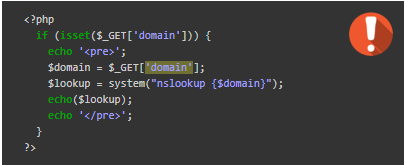 <?php
if (isset($_GET['domain'])) {
echo '<pre>';
$domain = $_GET['domain'];
$lookup = system("nslookup {$domain}");
echo($lookup);
echo '</pre>';
}
?>